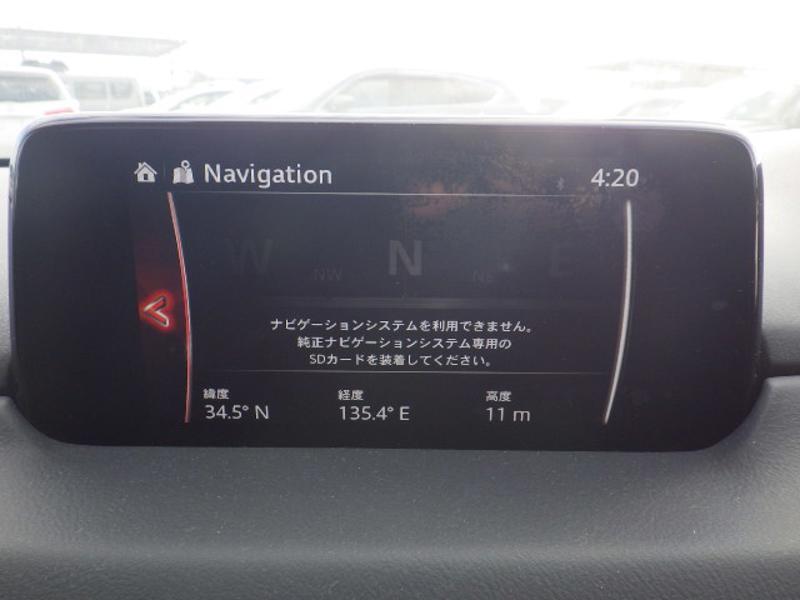 Navigation
4:20
W NW N NE E
ナビゲーションシステムを利用できません。
純正ナビゲーションシステム専用の
SDカードを装着してください。
緯度 経度 高度
34.5° N 135.4° E 11 m